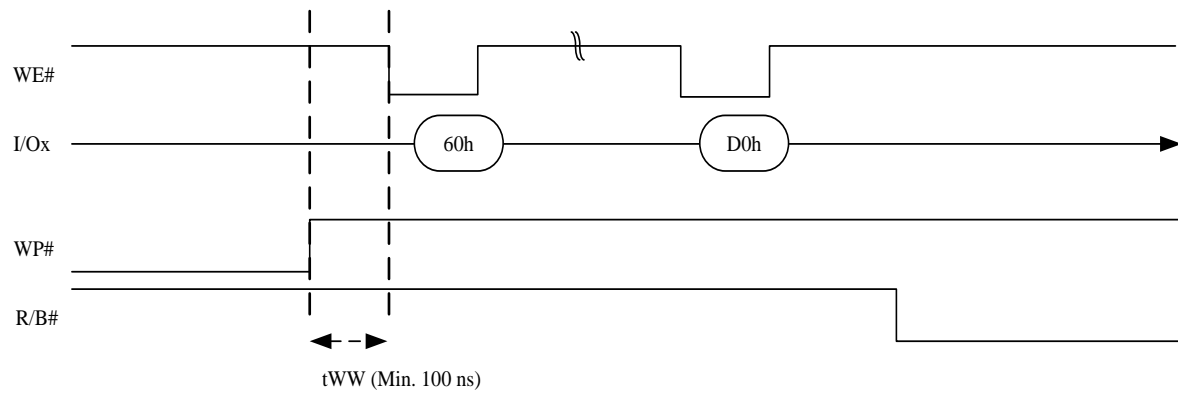 WE#
I/Ox
60h
D0h
WP#
R/B#
tWW (Min. 100 ns)